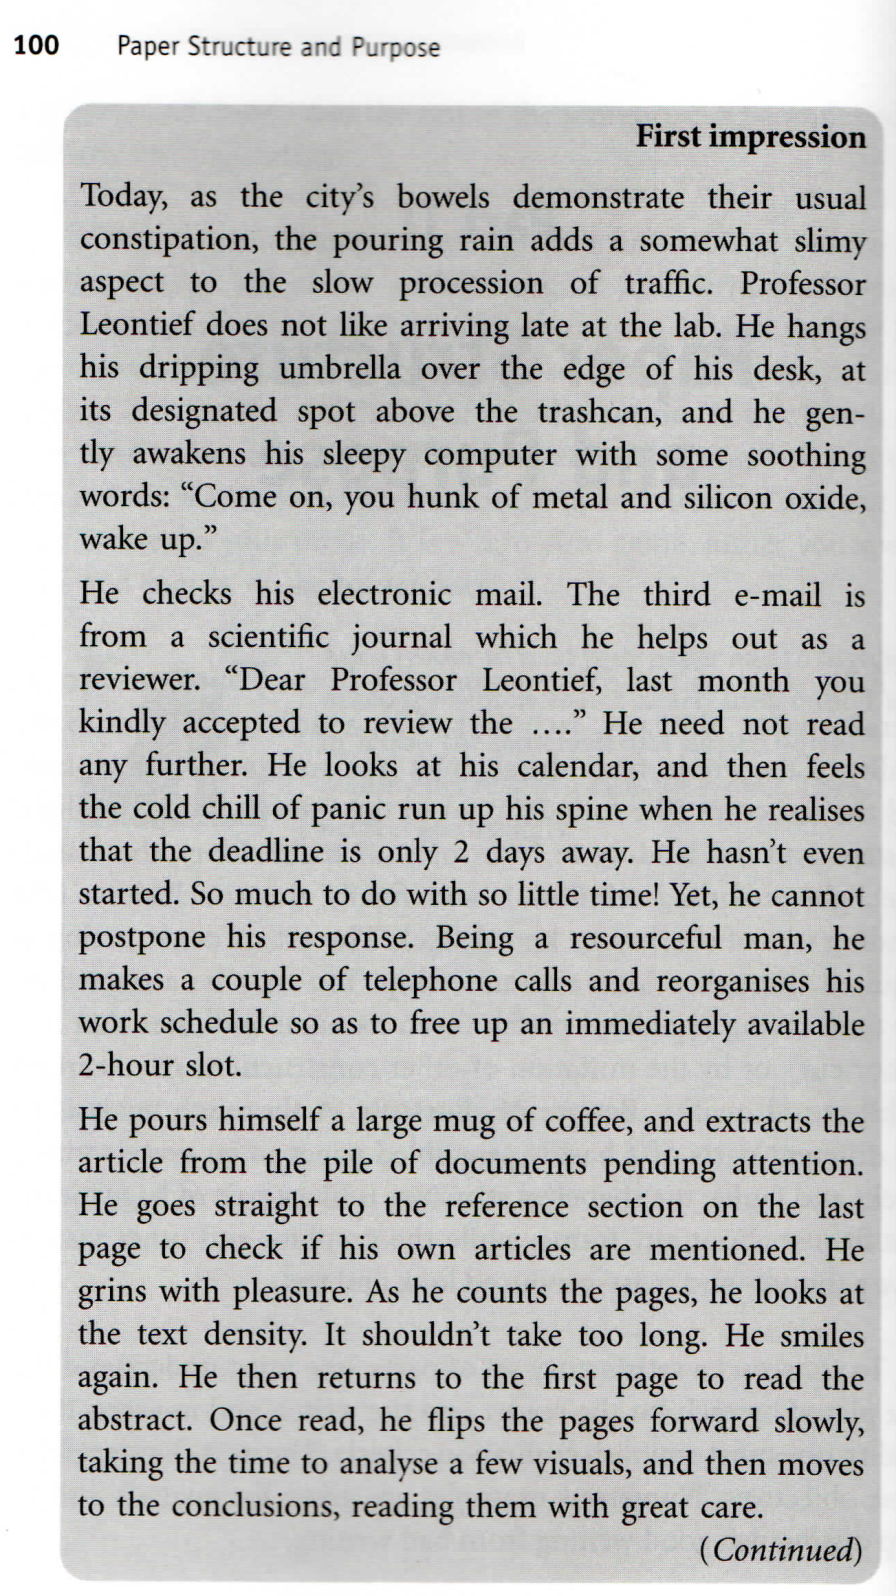 100 Paper Structure and Purpose
First impression
Today, as the city's bowels demonstrate their usual
constipation, the pouring rain adds a somewhat slimy
aspect to the slow procession of traffic. Professor
Leontief does not like arriving late at the lab. He hangs
his dripping umbrella over the edge of his desk, at
its designated spot above the trashcan, and he gen-
tly awakens his sleepy computer with some soothing
words: “Come on, you hunk of metal and silicon oxide,
wake up.”
He checks his electronic mail. The third e-mail is
from a scientific journal which he helps out as a
reviewer. “Dear Professor Leontief, last month you
kindly accepted to review the ....” He need not read
any further. He looks at his calendar, and then feels
the cold chill of panic run up his spine when he realises
that the deadline is only 2 days away. He hasn't even
started. So much to do with so little time! Yet, he cannot
postpone his response. Being a resourceful man, he
makes a couple of telephone calls and reorganises his
work schedule so as to free up an immediately available
2-hour slot.
He pours himself a large mug of coffee, and extracts the
article from the pile of documents pending attention.
He goes straight to the reference section on the last
page to check if his own articles are mentioned. He
grins with pleasure. As he counts the pages, he looks at
the text density. It shouldn't take too long. He smiles
again. He then returns to the first page to read the
abstract. Once read, he flips the pages forward slowly,
taking the time to analyse a few visuals, and then moves
to the conclusions, reading them with great care.
(Continued)